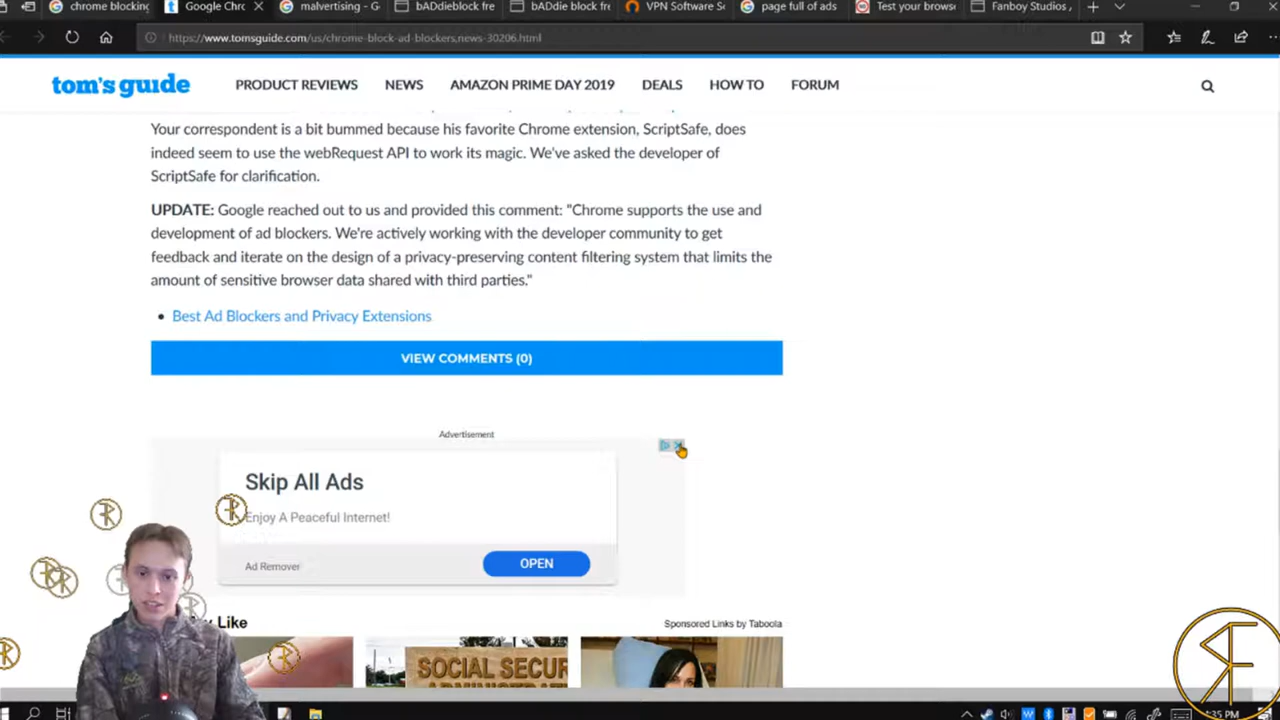 chrome blocking
Google Chro
malvertising - G
bADdieblock fre
bADdie block fre
VPN Software S
page full of ads
Test your browse
Fanboy Studios
https://www.tomsguide.com/us/chrome-block-ad-blockers,news-30206.html
tom's guide
PRODUCT REVIEWS
NEWS
AMAZON PRIME DAY 2019
DEALS
HOW TO
FORUM
Your correspondent is a bit bummed because his favorite Chrome extension, ScriptSafe, does
indeed seem to use the webRequest API to work its magic. We've asked the developer of
ScriptSafe for clarification.
UPDATE: Google reached out to us and provided this comment: "Chrome supports the use and
development of ad blockers. We're actively working with the developer community to get
feedback and iterate on the design of a privacy-preserving content filtering system that limits the
amount of sensitive browser data shared with third parties."
• Best Ad Blockers and Privacy Extensions
VIEW COMMENTS (0)
Advertisement
Skip All Ads
Enjoy A Peaceful Internet!
Ad Remover
OPEN
y Like
Sponsored Links by Taboola
SOCIAL SECUR
:35 PM